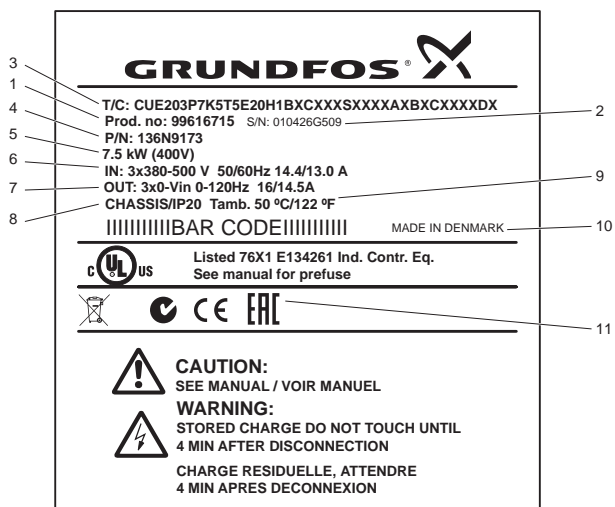 GRUNDFOS®
3
T/C: CUE203P7K5T5E20H1BXCXXXSXXXXAXBXCXXXXDX
1
Prod. no: 99616715 S/N: 010426G509
2
4
P/N: 136N9173
5
7.5 kW (400V)
6
IN: 3x380-500 V 50/60Hz 14.4/13.0 A
7
OUT: 3x0-Vin 0-120Hz 16/14.5A
8
CHASSIS/IP20 Tamb. 50 ºC/122 ºF
9
IIIIIIIIIIIBAR CODEIIIIIIIIIII MADE IN DENMARK
10
C UL US
Listed 76X1 E134261 Ind. Contr. Eq.
See manual for prefuse
CE EAC
11
CAUTION:
SEE MANUAL / VOIR MANUEL
WARNING:
STORED CHARGE DO NOT TOUCH UNTIL
4 MIN AFTER DISCONNECTION
CHARGE RESIDUELLE, ATTENDRE
4 MIN APRES DECONNEXION